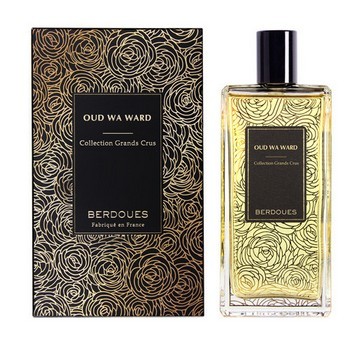 OUD WA WARD
Collection Grands Crus
BERDOUES
Fabriqué en France
OUD WA WARD
Collection Grands Crus
BERDOUES